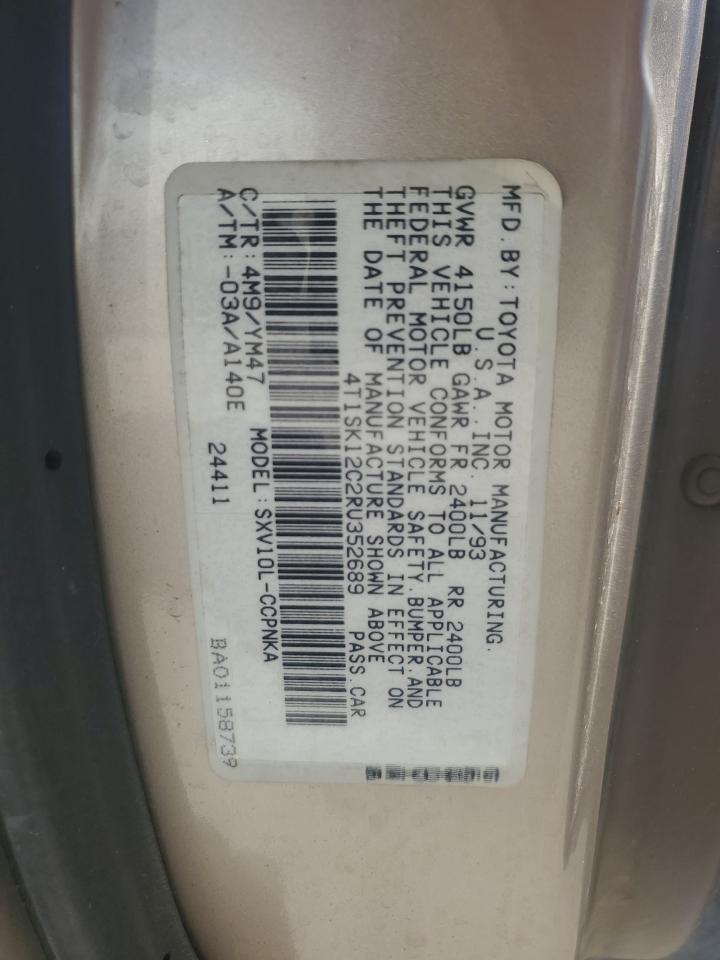 MFD.BY:TOYOTA MOTOR MANUFACTURING.
U.S.A.,INC. 11/93
GVWR 4150LB GAWR FR 2400LB RR 2400LB
THIS VEHICLE CONFORMS TO ALL APPLICABLE
FEDERAL MOTOR VEHICLE SAFETY.BUMPER.AND
THEFT PREVENTION STANDARDS IN EFFECT ON
THE DATE OF MANUFACTURE SHOWN ABOVE
4T1SK12C2RU352689 PASS.CAR
C/TR:4M9/YM47 MODEL:SXV10L-CCPNKA
A/TM:-03A/A140E 24411
BA01158739